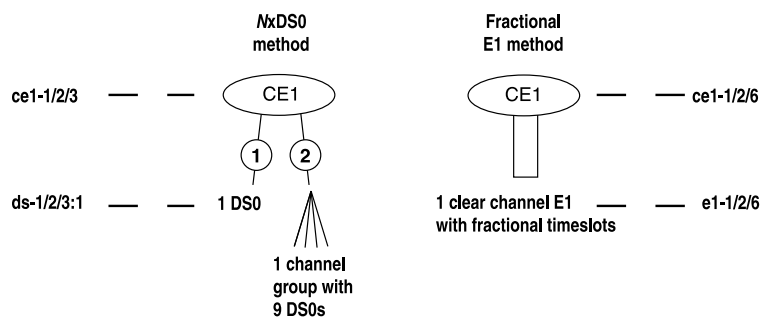 NxDS0
method
Fractional
E1 method
ce1-1/2/3
CE1
CE1
ce1-1/2/6
1
2
ds-1/2/3:1
1 DS0
1 clear channel E1
with fractional timeslots
e1-1/2/6
1 channel
group with
9 DS0s